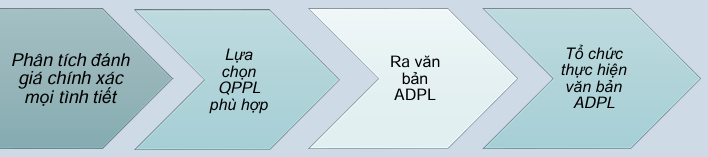 Phân tích đánh
giá chính xác
mọi tình tiết
Lựa
chọn
QPPL
phù hợp
Ra văn
bản
ADPL
Tổ chức
thực hiện
văn bản
ADPL